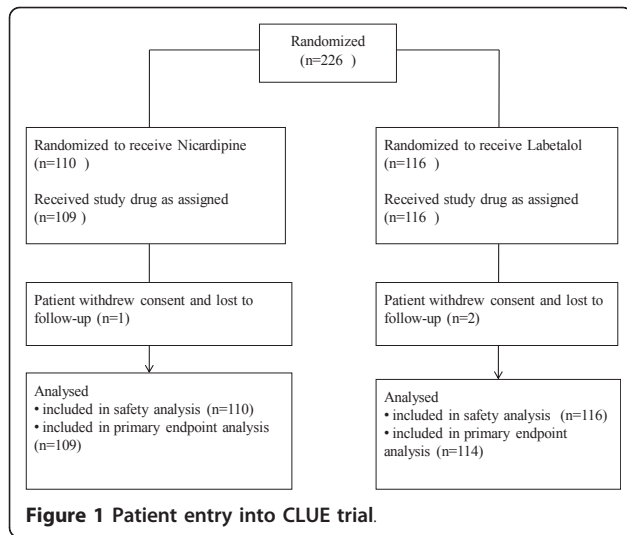 Randomized
(n=226 )
Randomized to receive Nicardipine
(n=110 )
Received study drug as assigned
(n=109 )
Randomized to receive Labetalol
(n=116 )
Received study drug as assigned
(n=116 )
Patient withdrew consent and lost to
follow-up (n=1)
Patient withdrew consent and lost to
follow-up (n=2)
Analysed
• included in safety analysis (n=110)
• included in primary endpoint analysis
(n=109)
Analysed
• included in safety analysis (n=116)
• included in primary endpoint
analysis (n=114)
Figure 1 Patient entry into CLUE trial.